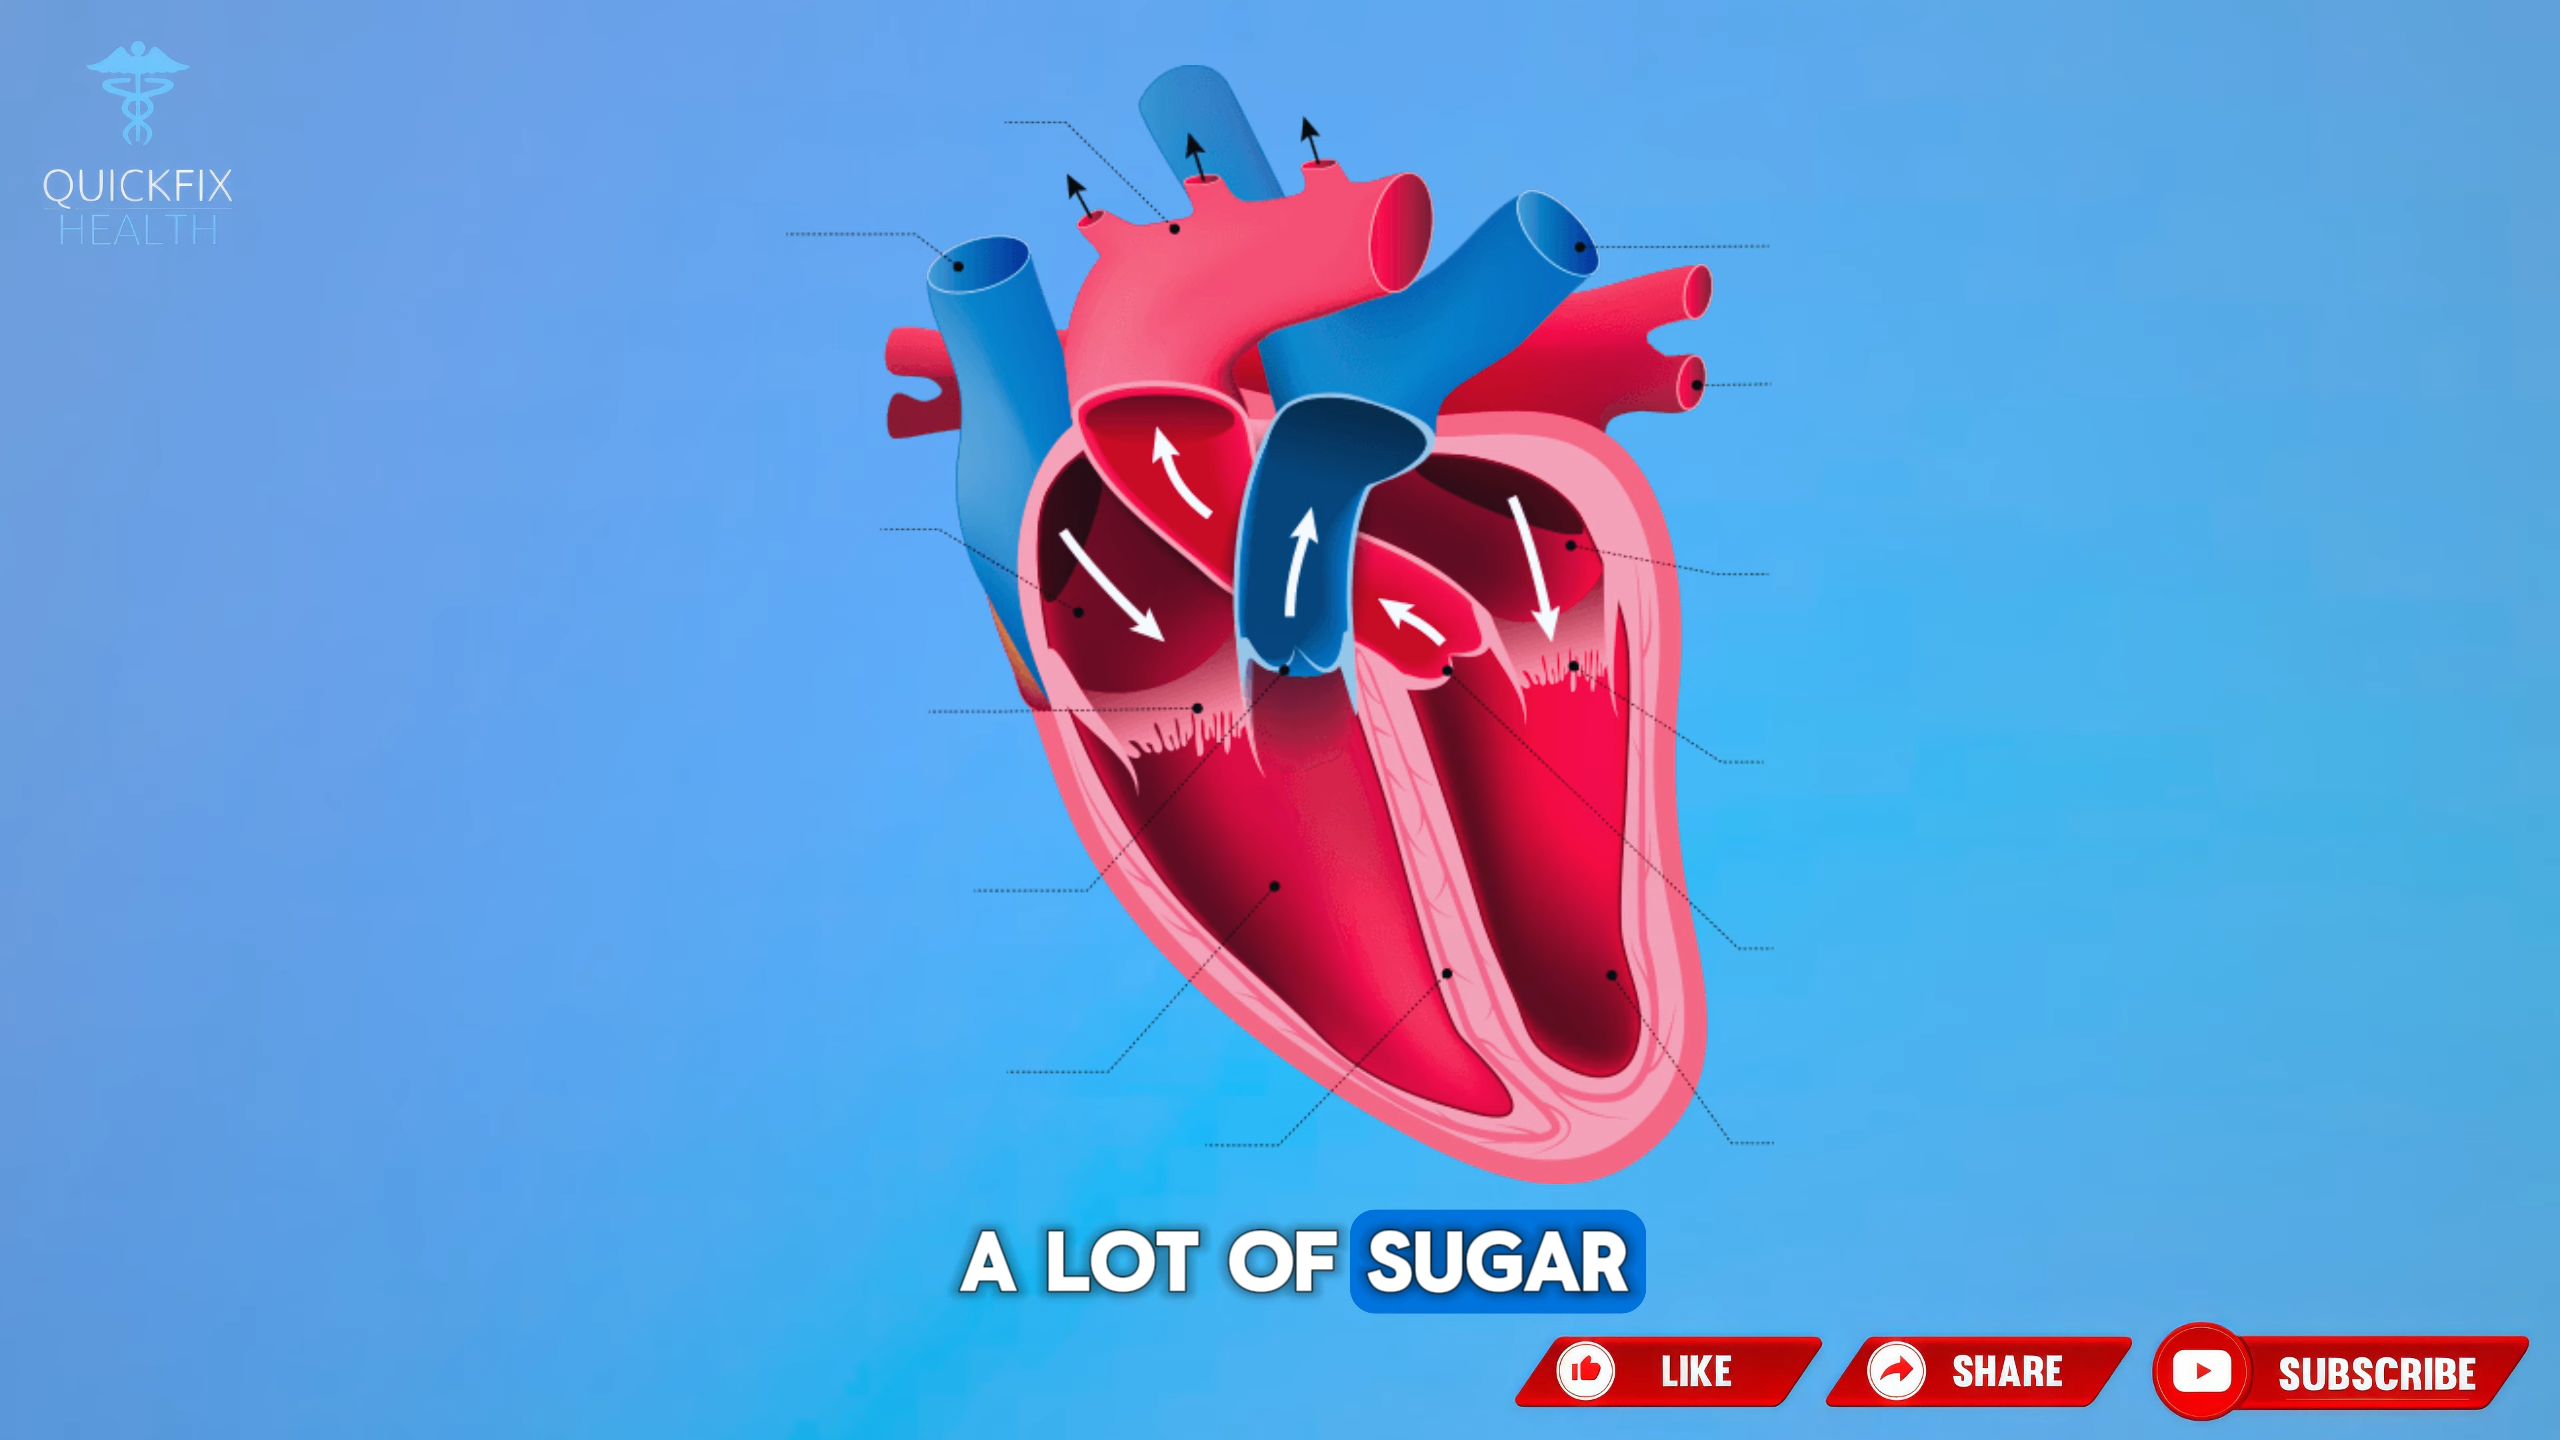 QUICKFIX
HEALTH
A LOT OF SUGAR
LIKE
SHARE
SUBSCRIBE